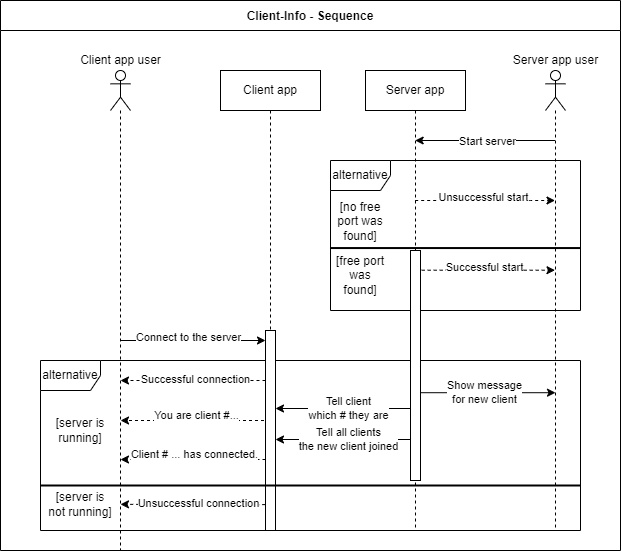 Client-Info - Sequence
Client app user
Client app
Server app
Server app user
Start server
alternative
Unsuccessful start
[no free
port was
found]
[free port
was
found]
Successful start
Connect to the server
alternative
Successful connection
Show message
for new client
Tell client
which # they are
You are client #...
[server is
running]
Tell all clients
the new client joined
Client # ... has connected.
[server is
not running]
Unsuccessful connection